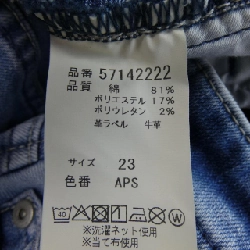 品番 57142222
品質 綿 81%
ポリエステル 17%
ポリウレタン 2%
革ラベル 牛革
サイズ 23
色番 APS
40
※洗濯ネット使用
※当て布使用